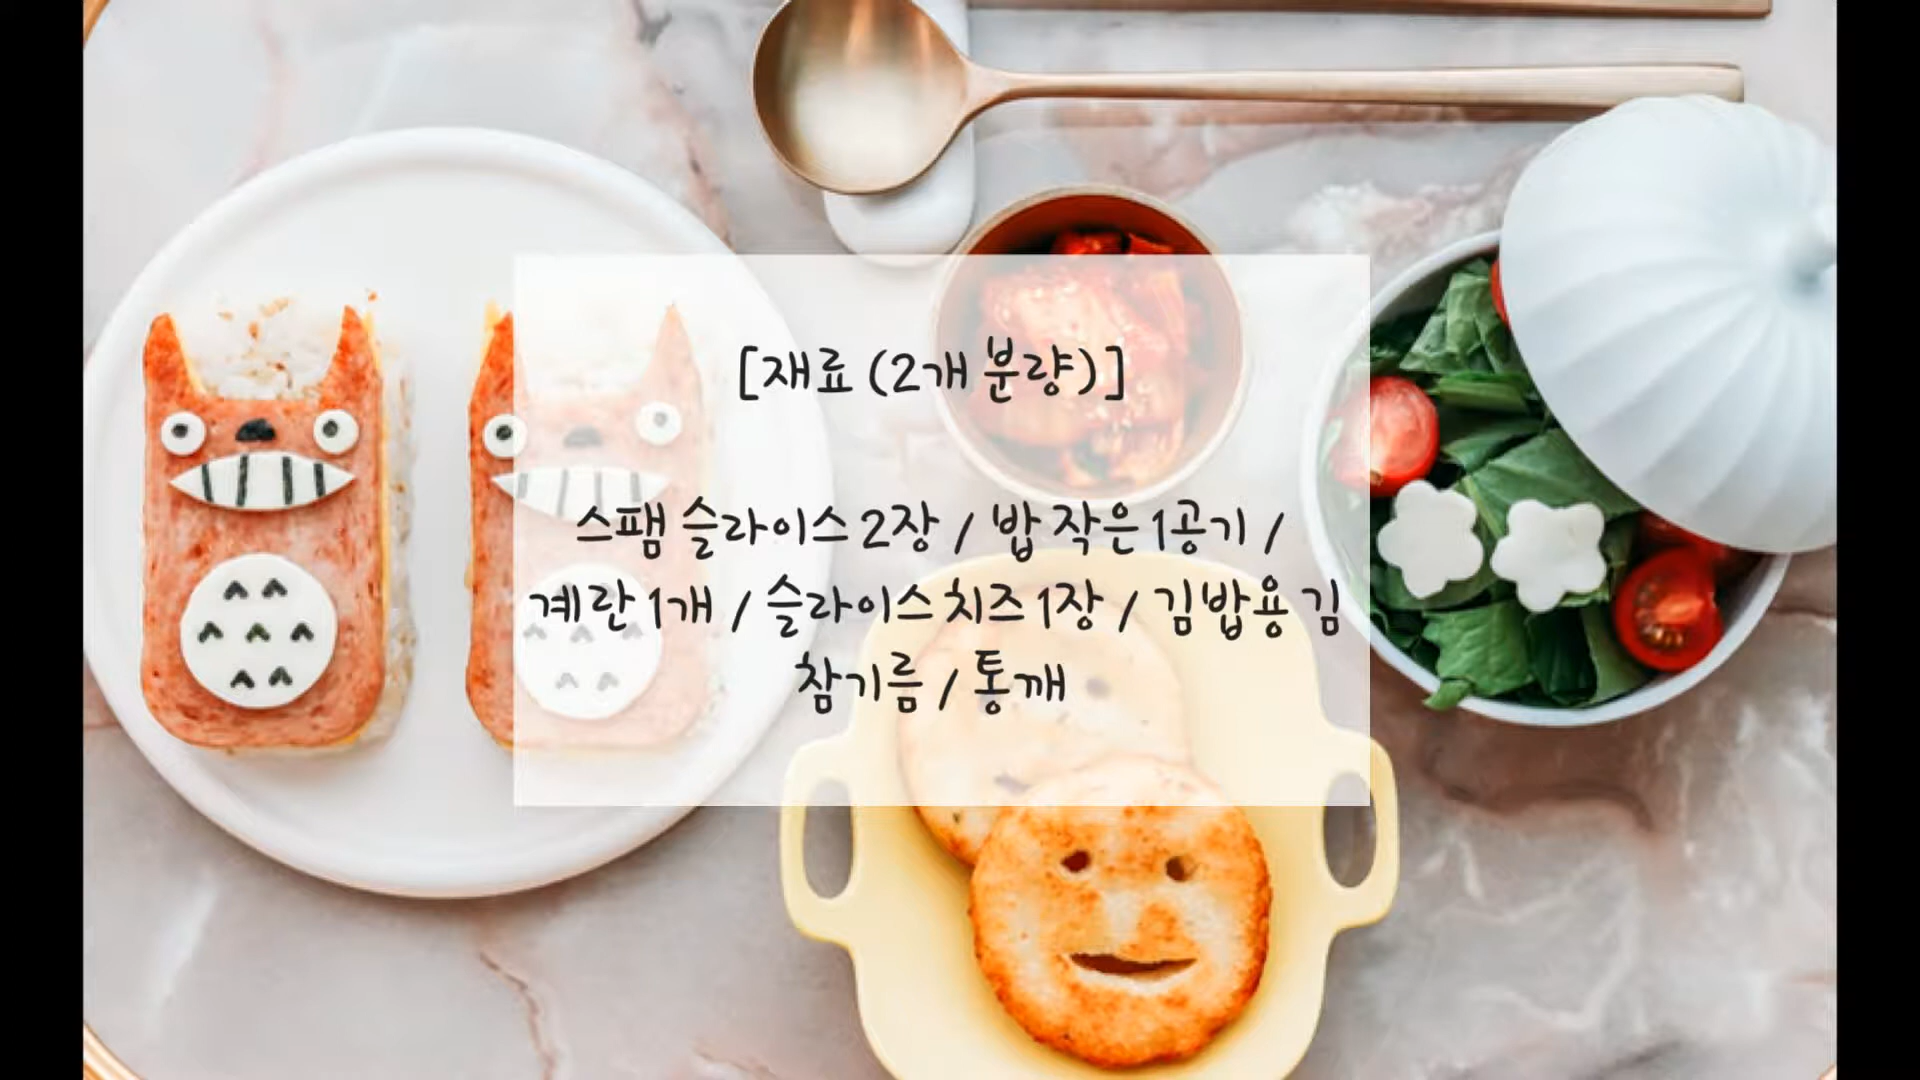 [재료 (2개 분량)]
스팸 슬라이스 2장 / 밥 작은 1공기 /
계란 1개 / 슬라이스 치즈 1장 / 김밥용 김
참기름 / 통깨